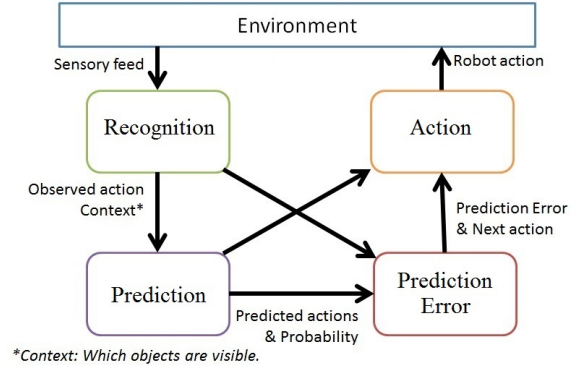 Environment
Sensory feed
Robot action
Recognition
Action
Observed action
Context*
Prediction Error
& Next action
Prediction
Prediction
Error
Predicted actions
& Probability
*Context: Which objects are visible.